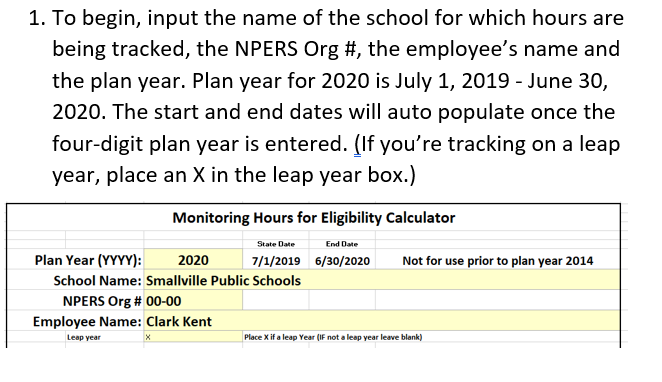 1. To begin, input the name of the school for which hours are
being tracked, the NPERS Org #, the employee’s name and
the plan year. Plan year for 2020 is July 1, 2019 - June 30,
2020. The start and end dates will auto populate once the
four-digit plan year is entered. (If you’re tracking on a leap
year, place an X in the leap year box.)
Monitoring Hours for Eligibility Calculator
State Date End Date
Plan Year (YYYY): 2020 7/1/2019 6/30/2020 Not for use prior to plan year 2014
School Name: Smallville Public Schools
NPERS Org # 00-00
Employee Name: Clark Kent
Leap year X Place X if a leap Year (IF not a leap year leave blank)